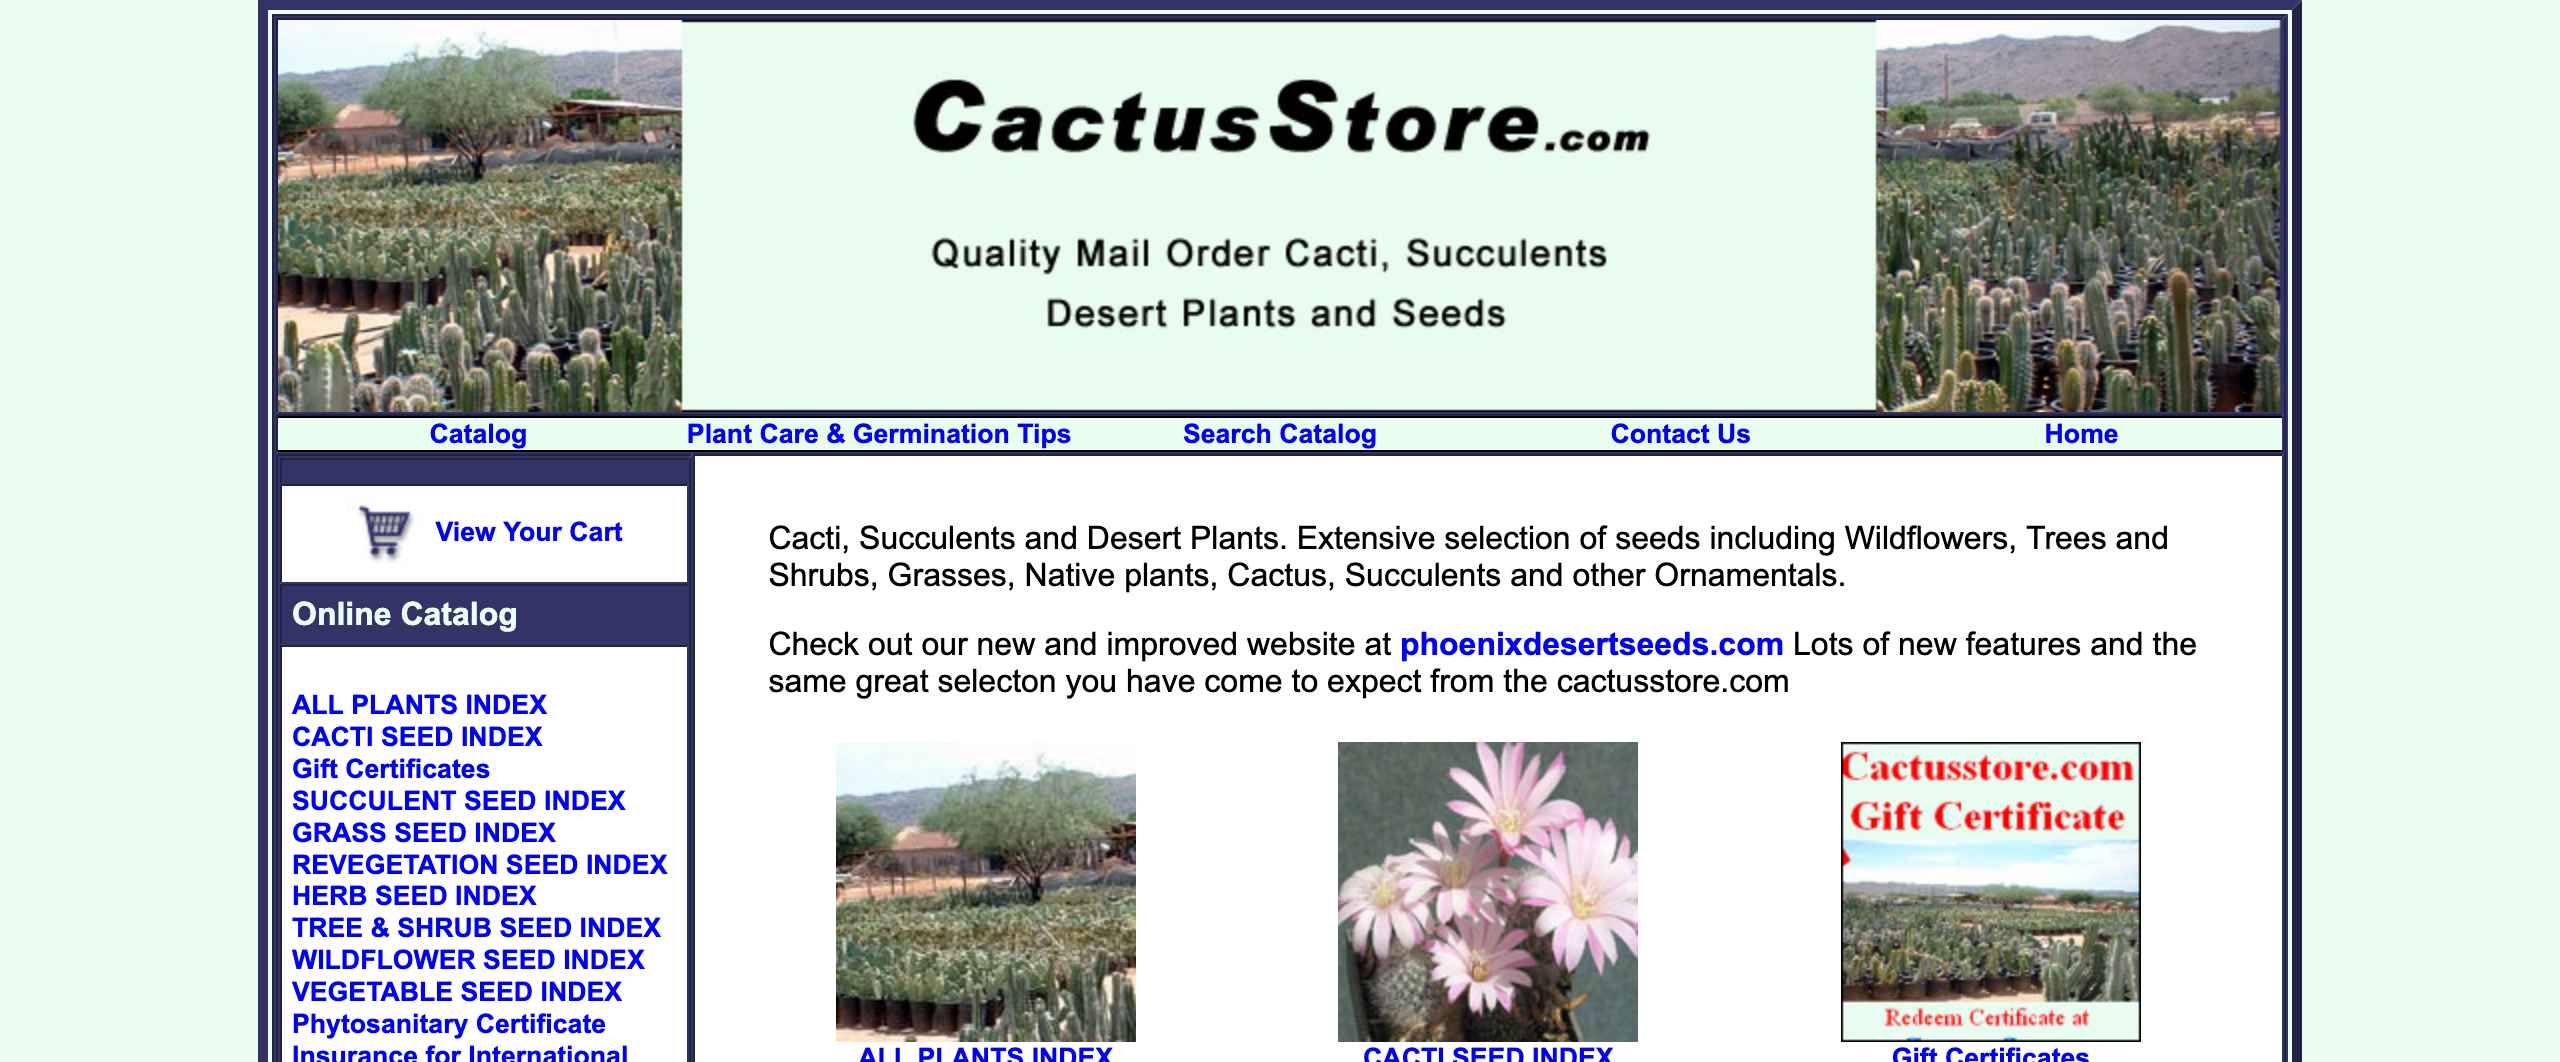 CactusStore.com
Quality Mail Order Cacti, Succulents
Desert Plants and Seeds
Catalog Plant Care & Germination Tips Search Catalog Contact Us Home
View Your Cart
Online Catalog
ALL PLANTS INDEX
CACTI SEED INDEX
Gift Certificates
SUCCULENT SEED INDEX
GRASS SEED INDEX
REVEGETATION SEED INDEX
HERB SEED INDEX
TREE & SHRUB SEED INDEX
WILDFLOWER SEED INDEX
VEGETABLE SEED INDEX
Phytosanitary Certificate
Insurance for International
Cacti, Succulents and Desert Plants. Extensive selection of seeds including Wildflowers, Trees and
Shrubs, Grasses, Native plants, Cactus, Succulents and other Ornamentals.
Check out our new and improved website at phoenixdesertseeds.com Lots of new features and the
same great selecton you have come to expect from the cactusstore.com
Cactusstore.com
Gift Certificate
Redeem Certificate at
ALL PLANTS INDEX CACTI SEED INDEX Gift Certificates